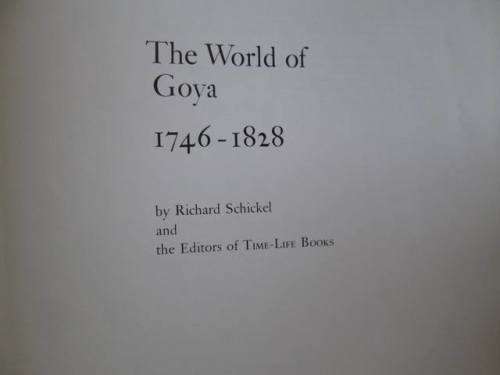 The World of
Goya
1746-1828
by Richard Schickel
and
the Editors of TIME-LIFE BOOKS